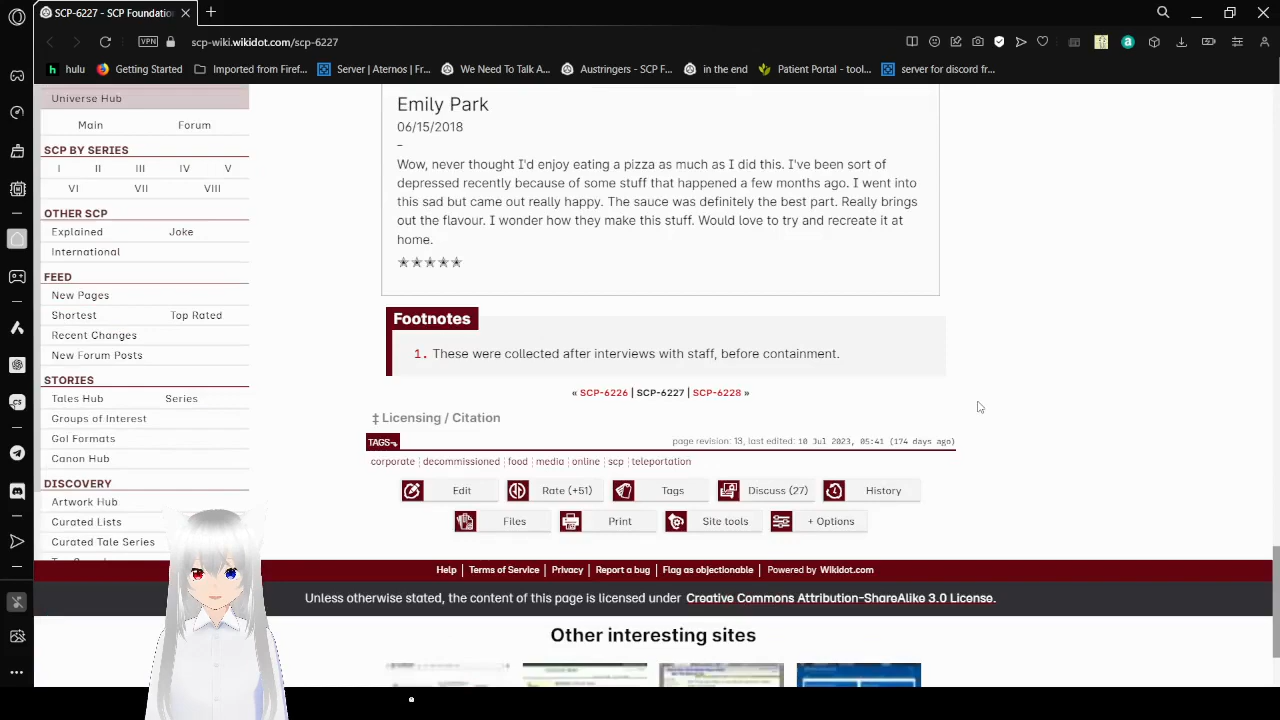 SCP-6227 - SCP Foundatio
scp-wiki.wikidot.com/scp-6227
VPN
hulu
Getting Started
Imported from Firef...
Server | Aternos | Fr...
We Need To Talk A...
Austringers - SCP F...
in the end
Patient Portal - tool...
server for discord fr...
Universe Hub
Main Forum
SCP BY SERIES
I II III IV V
VI VII VIII
OTHER SCP
Explained Joke
International
FEED
New Pages
Shortest Top Rated
Recent Changes
New Forum Posts
STORIES
Tales Hub Series
Groups of Interest
GoI Formats
Canon Hub
DISCOVERY
Artwork Hub
Curated Lists
Curated Tale Series
Emily Park
06/15/2018
–
Wow, never thought I'd enjoy eating a pizza as much as I did this. I've been sort of
depressed recently because of some stuff that happened a few months ago. I went into
this sad but came out really happy. The sauce was definitely the best part. Really brings
out the flavour. I wonder how they make this stuff. Would love to try and recreate it at
home.
★★★★★
Footnotes
1. These were collected after interviews with staff, before containment.
« SCP-6226 | SCP-6227 | SCP-6228 »
‡ Licensing / Citation
TAGS
page revision: 13, last edited: 10 Jul 2023, 05:41 (174 days ago)
corporate decommissioned food media online scp teleportation
Edit Rate (+51) Tags Discuss (27) History
Files Print Site tools + Options
Help | Terms of Service | Privacy | Report a bug | Flag as objectionable | Powered by Wikidot.com
Unless otherwise stated, the content of this page is licensed under Creative Commons Attribution-ShareAlike 3.0 License.
Other interesting sites